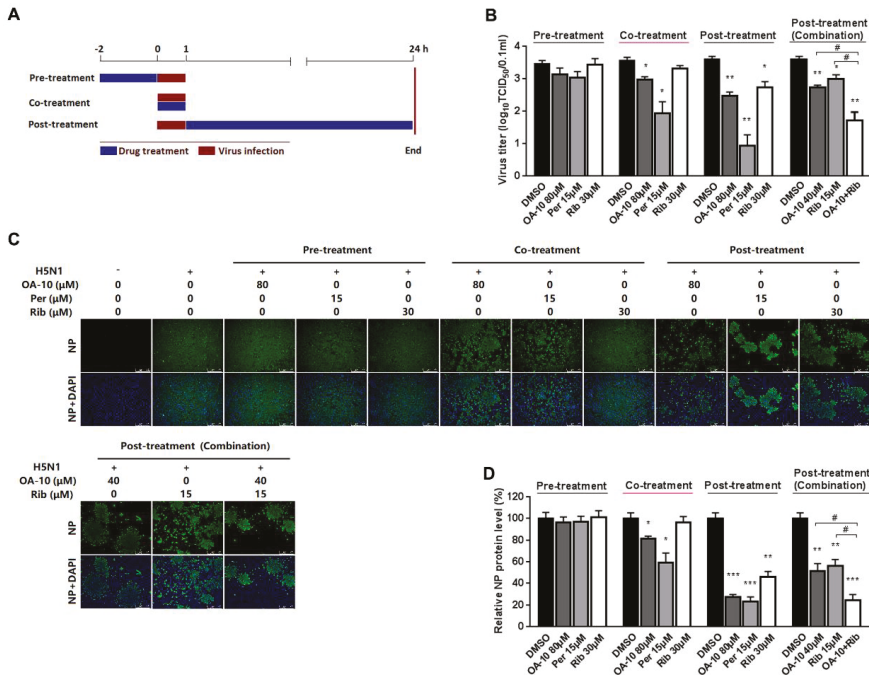 A
-2 0 1 24 h
Pre-treatment
Co-treatment
Post-treatment
End
Drug treatment Virus infection
B
Pre-treatment Co-treatment Post-treatment Post-treatment
(Combination)
Virus titer (log10TCID50/0.1ml)
4
3
2
1
0
* * ** ** * ** * ** # #
DMSO OA-10 80μM Per 15μM Rib 30μM
DMSO OA-10 80μM Per 15μM Rib 30μM
DMSO OA-10 80μM Per 15μM Rib 30μM
DMSO OA-10 40μM Rib 15μM OA-10+Rib
C
Pre-treatment Co-treatment Post-treatment
H5N1 - + + + + + + + + + +
OA-10 (μM) 0 0 80 0 0 80 0 0 80 0 0
Per (μM) 0 0 0 15 0 0 15 0 0 15 0
Rib (μM) 0 0 0 0 30 0 0 30 0 0 30
NP
NP+DAPI
Post-treatment (Combination)
H5N1 + + +
OA-10 (μM) 40 0 40
Rib (μM) 0 15 15
NP
NP+DAPI
D
Pre-treatment Co-treatment Post-treatment Post-treatment
(Combination)
Relative NP protein level (%)
120
100
80
60
40
20
0
* * *** *** ** ** ** *** # #
DMSO OA-10 80μM Per 15μM Rib 30μM
DMSO OA-10 80μM Per 15μM Rib 30μM
DMSO OA-10 80μM Per 15μM Rib 30μM
DMSO OA-10 40μM Rib 15μM OA-10+Rib